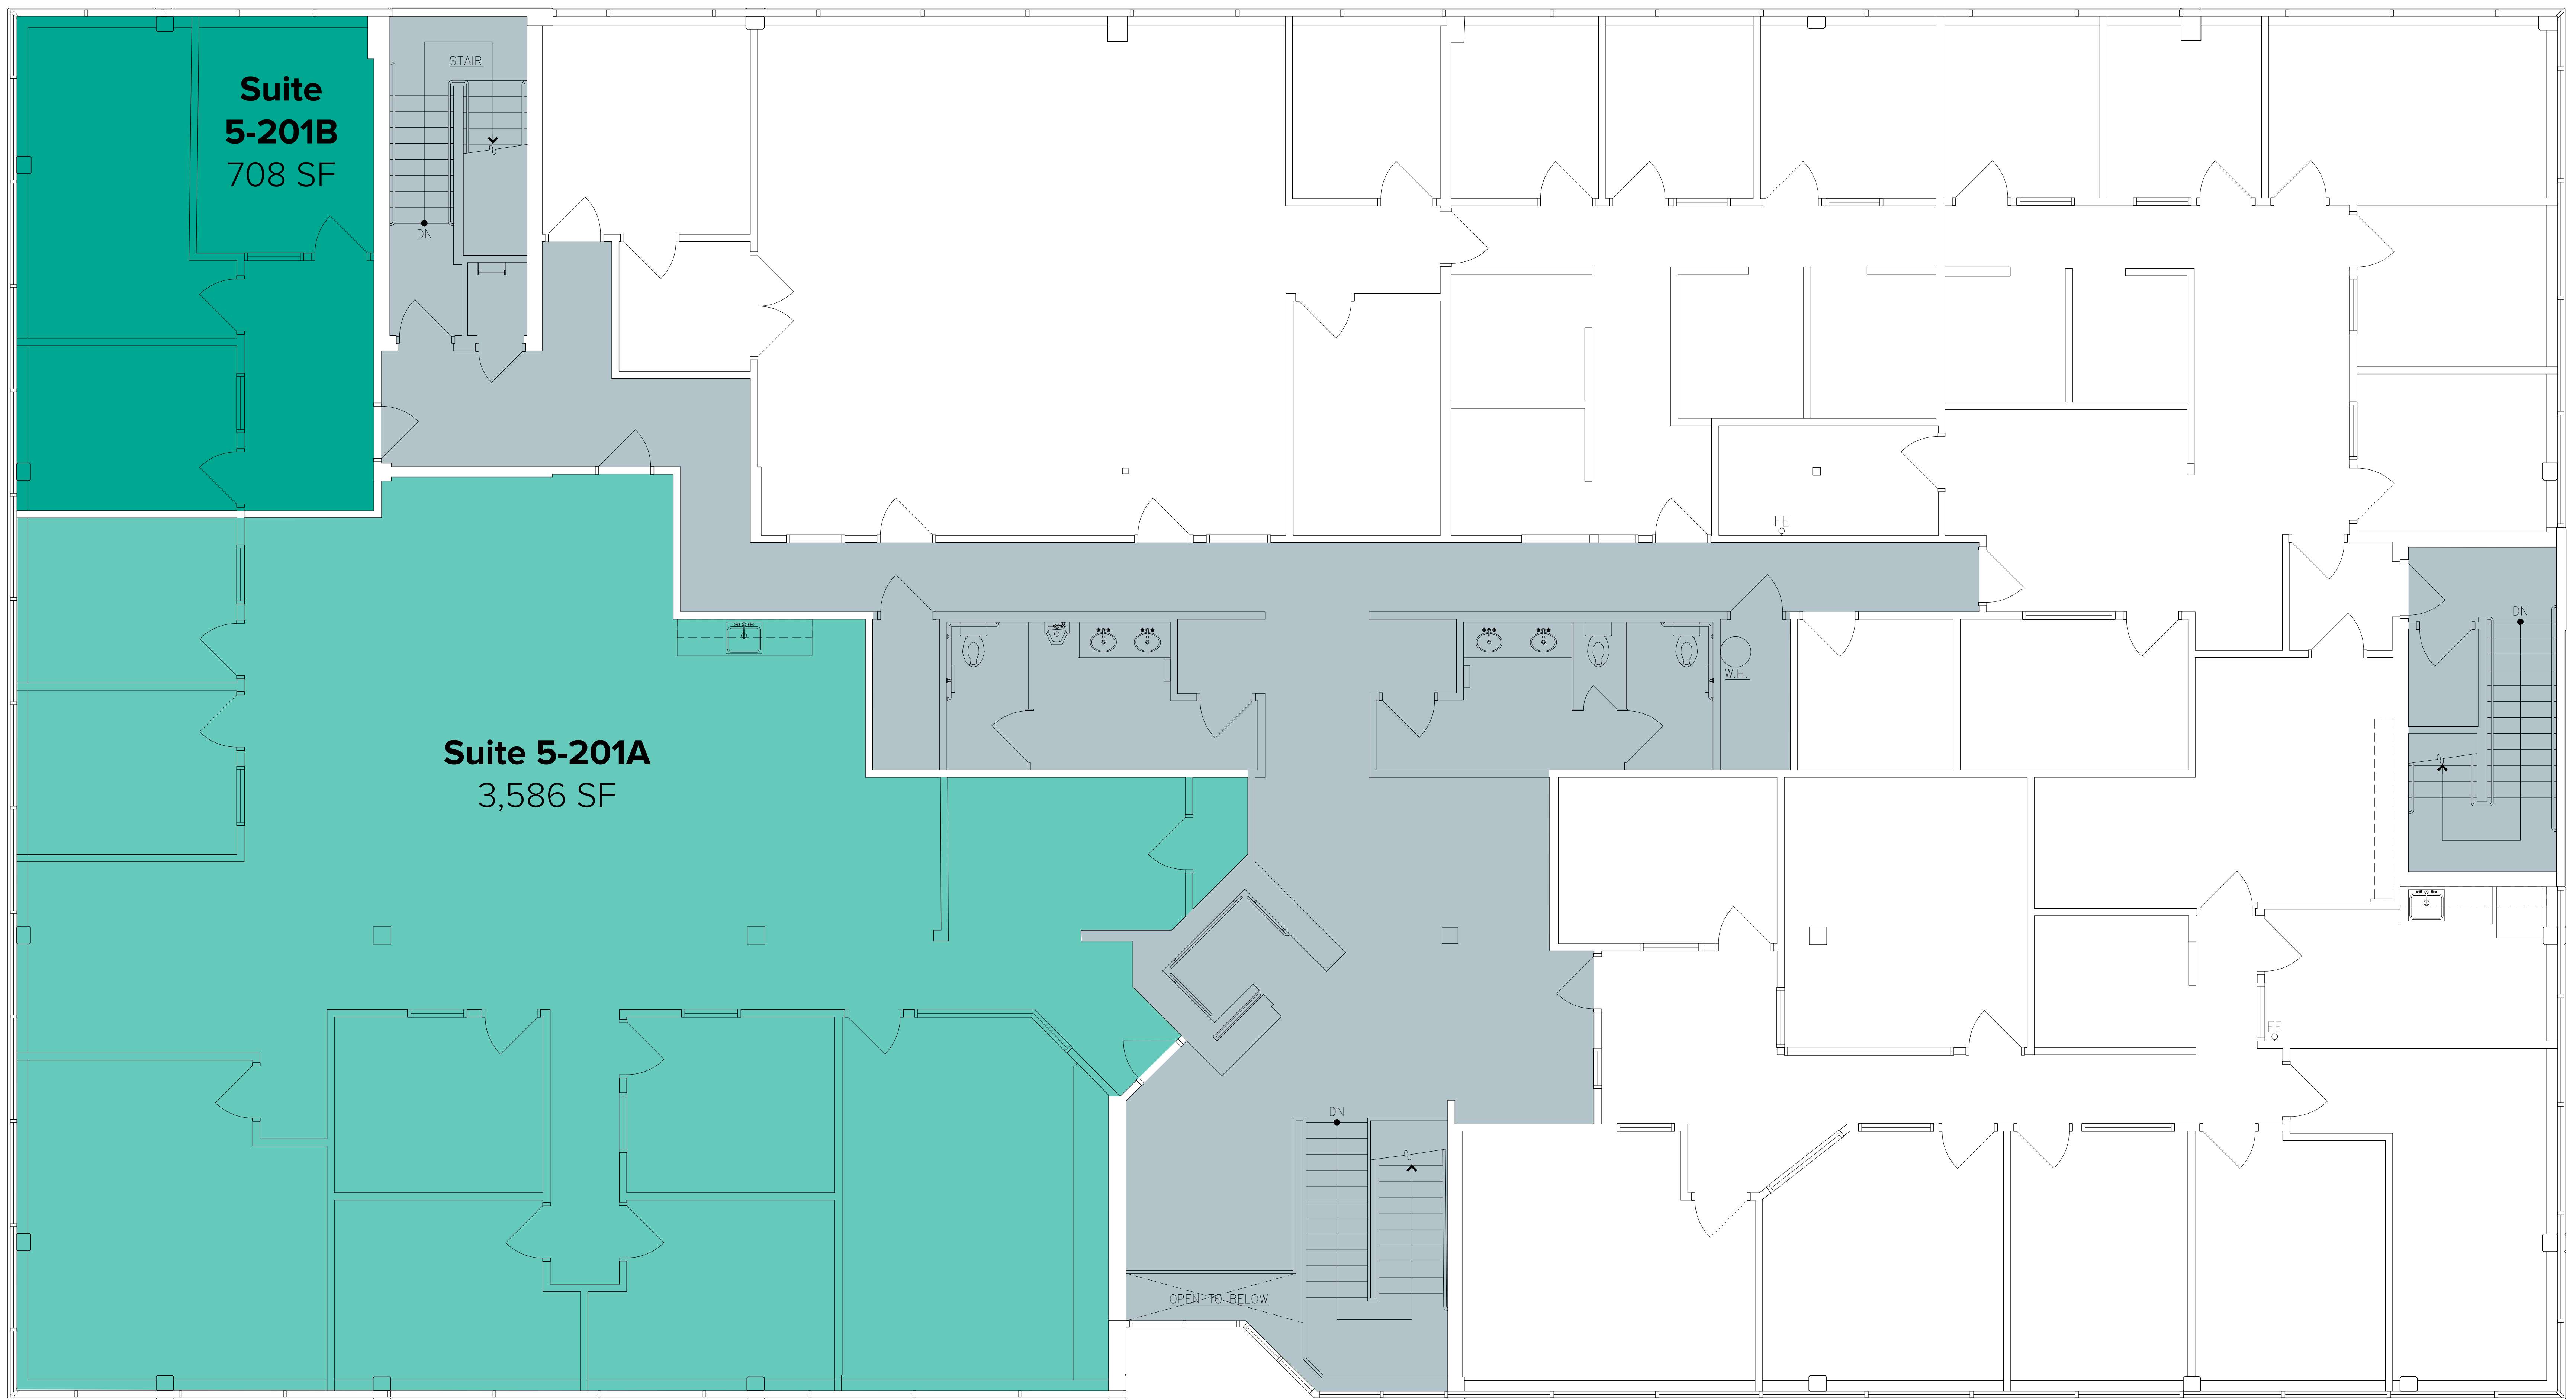 STAIR
Suite
5-201B
708 SF
DN
FE
DN
W.H.
Suite 5-201A
3,586 SF
FE
DN
OPEN TO BELOW